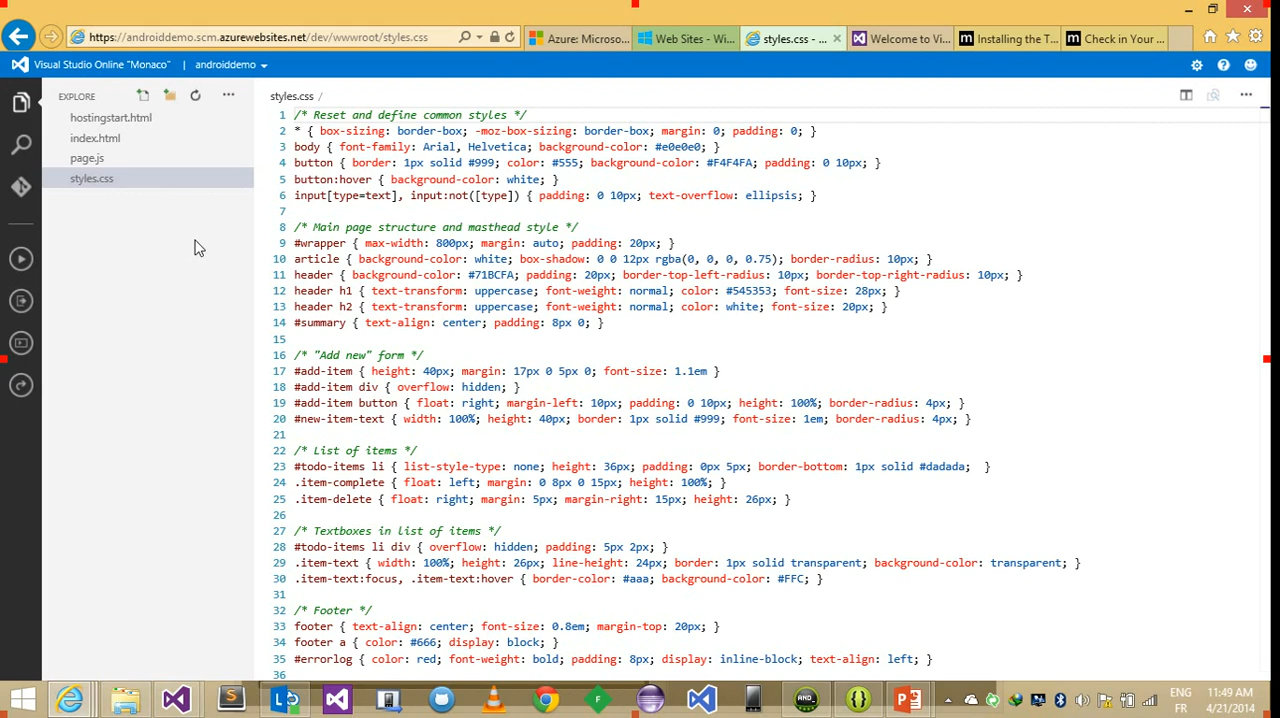 https://androiddemo.scm.azurewebsites.net/dev/wwwroot/styles.css
Azure: Microso...
Web Sites - Wi...
styles.css - ...
Welcome to Vi...
Installing the T...
Check in Your ...
Visual Studio Online "Monaco" | androiddemo
EXPLORE
hostingstart.html
index.html
page.js
styles.css
styles.css /
1 /* Reset and define common styles */
2 * { box-sizing: border-box; -moz-box-sizing: border-box; margin: 0; padding: 0; }
3 body { font-family: Arial, Helvetica; background-color: #e0e0e0; }
4 button { border: 1px solid #999; color: #555; background-color: #F4F4FA; padding: 0 10px; }
5 button:hover { background-color: white; }
6 input[type=text], input:not([type]) { padding: 0 10px; text-overflow: ellipsis; }
7
8 /* Main page structure and masthead style */
9 #wrapper { max-width: 800px; margin: auto; padding: 20px; }
10 article { background-color: white; box-shadow: 0 0 12px rgba(0, 0, 0, 0.75); border-radius: 10px; }
11 header { background-color: #71BCFA; padding: 20px; border-top-left-radius: 10px; border-top-right-radius: 10px; }
12 header h1 { text-transform: uppercase; font-weight: normal; color: #545353; font-size: 28px; }
13 header h2 { text-transform: uppercase; font-weight: normal; color: white; font-size: 20px; }
14 #summary { text-align: center; padding: 8px 0; }
15
16 /* "Add new" form */
17 #add-item { height: 40px; margin: 17px 0 5px 0; font-size: 1.1em }
18 #add-item div { overflow: hidden; }
19 #add-item button { float: right; margin-left: 10px; padding: 0 10px; height: 100%; border-radius: 4px; }
20 #new-item-text { width: 100%; height: 40px; border: 1px solid #999; font-size: 1em; border-radius: 4px; }
21
22 /* List of items */
23 #todo-items li { list-style-type: none; height: 36px; padding: 0px 5px; border-bottom: 1px solid #dadada; }
24 .item-complete { float: left; margin: 0 8px 0 15px; height: 100%; }
25 .item-delete { float: right; margin: 5px; margin-right: 15px; height: 26px; }
26
27 /* Textboxes in list of items */
28 #todo-items li div { overflow: hidden; padding: 5px 2px; }
29 .item-text { width: 100%; height: 26px; line-height: 24px; border: 1px solid transparent; background-color: transparent; }
30 .item-text:focus, .item-text:hover { border-color: #aaa; background-color: #FFC; }
31
32 /* Footer */
33 footer { text-align: center; font-size: 0.8em; margin-top: 20px; }
34 footer a { color: #666; display: block; }
35 #errorlog { color: red; font-weight: bold; padding: 8px; display: inline-block; text-align: left; }
36
ENG
FR
11:49 AM
4/21/2014